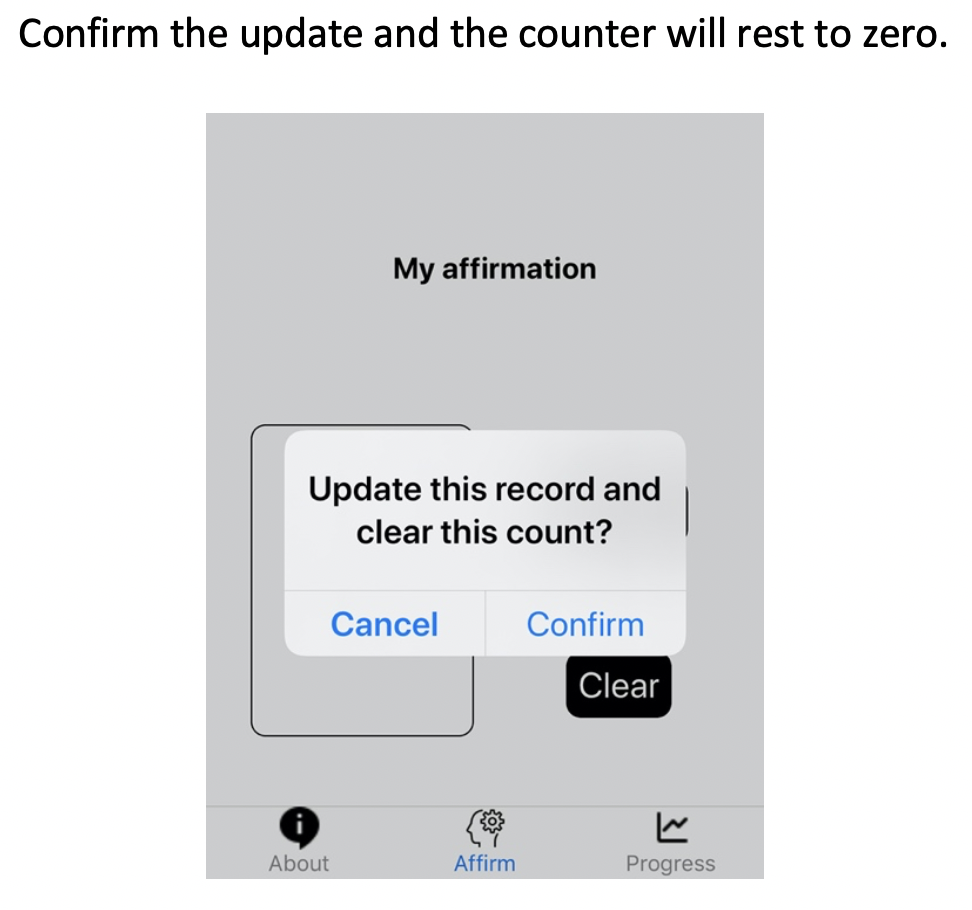 Confirm the update and the counter will rest to zero.
My affirmation
Update this record and
clear this count?
Cancel Confirm
Clear
About Affirm Progress